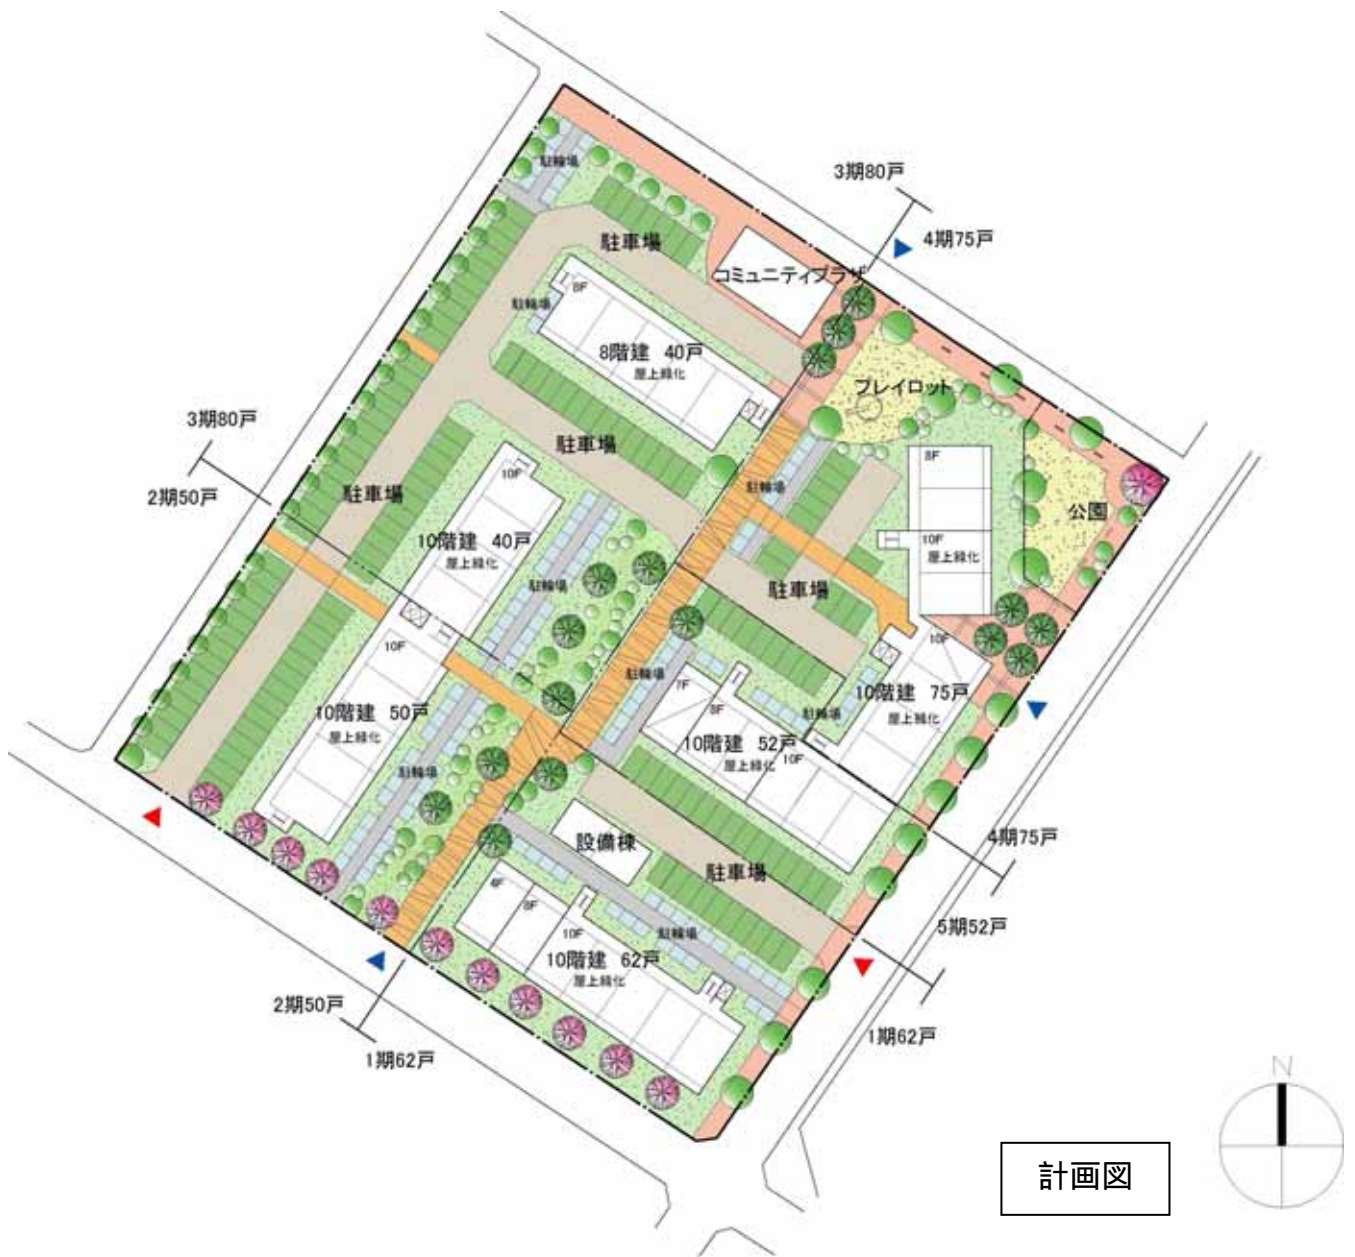 駐輪場
3期80戸
4期75戸
駐車場
コミュニティプラザ
8F
駐輪場
8階建 40戸
屋上緑化
プレイロット
3期80戸
2期50戸
駐車場
8F
駐輪場
10F
駐車場
公園
10階建 40戸
屋上緑化
10F
屋上緑化
駐輪場
駐車場
10F
10F
駐輪場
7F
8F
10階建 75戸
屋上緑化
10階建 50戸
屋上緑化
駐輪場
10階建 52戸
屋上緑化
10F
駐輪場
設備棟
4期75戸
駐車場
5期52戸
6F
8F
10F
駐輪場
10階建 62戸
屋上緑化
2期50戸
1期62戸
1期62戸
N
計画図